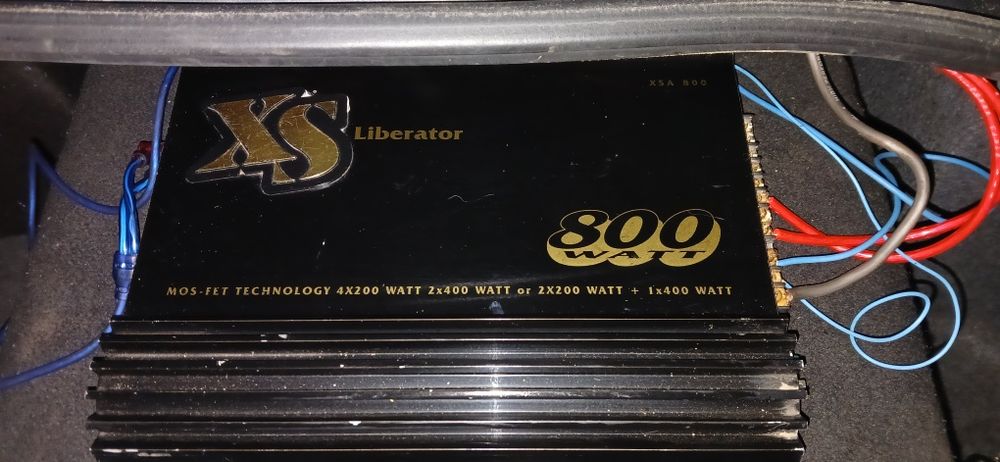 XSA 800
XS Liberator
800
WATT
MOS-FET TECHNOLOGY 4X200 WATT 2x400 WATT or 2X200 WATT + 1x400 WATT